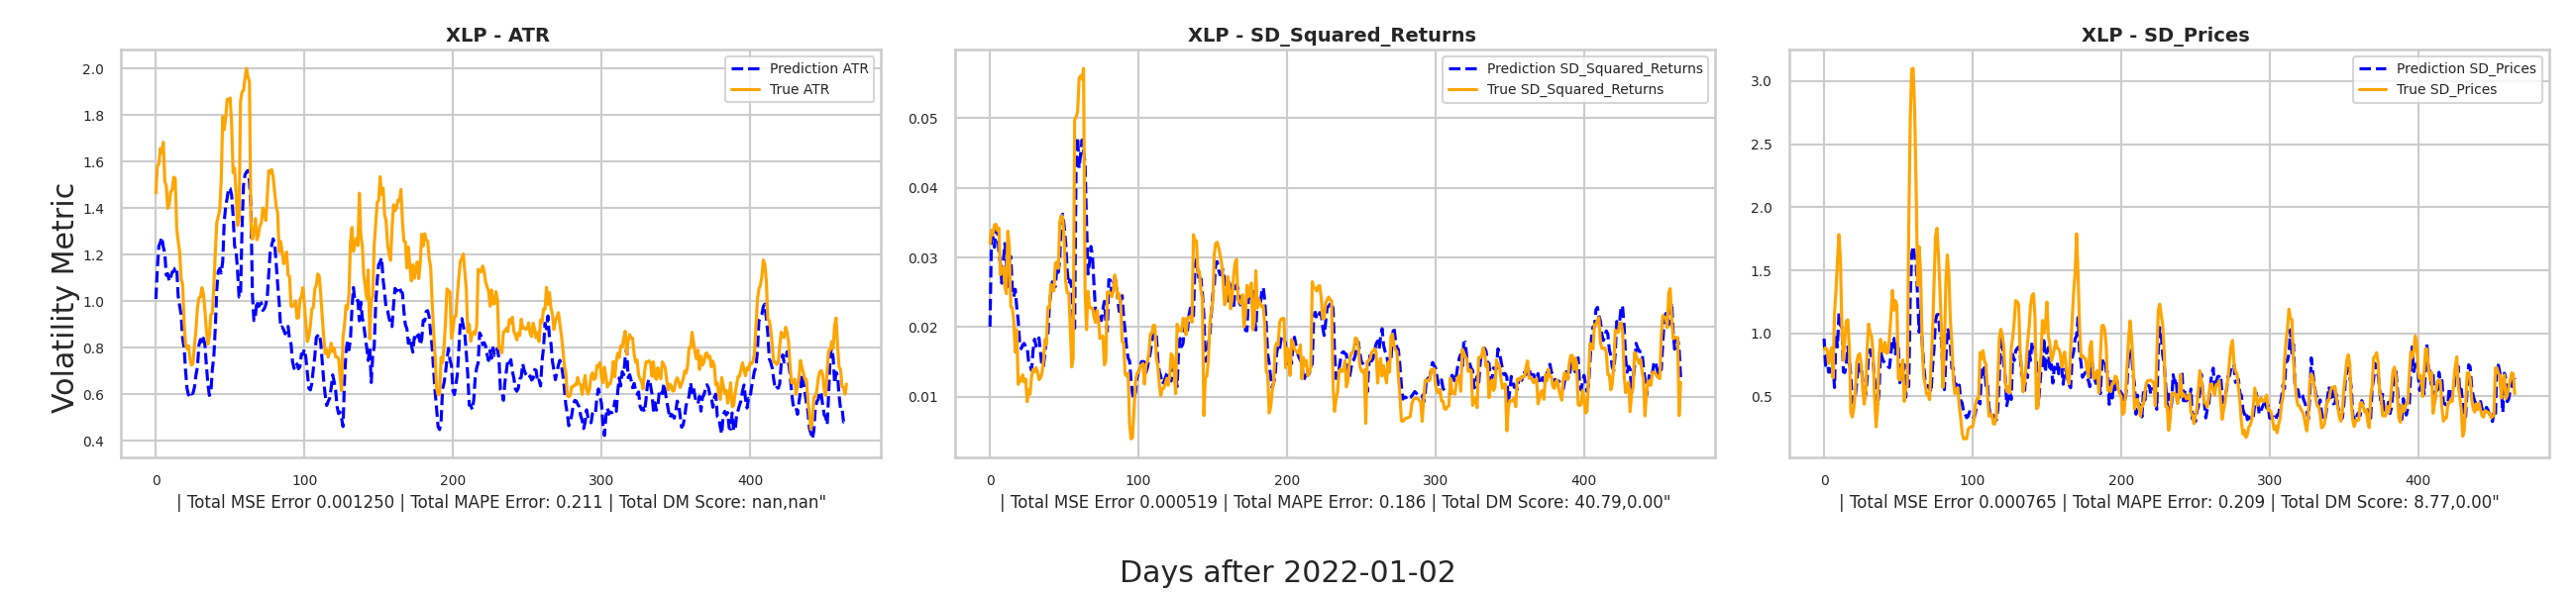 XLP - ATR
Prediction ATR
True ATR
Volatility Metric
2.0
1.8
1.6
1.4
1.2
1.0
0.8
0.6
0.4
0 100 200 300 400
| Total MSE Error 0.001250 | Total MAPE Error: 0.211 | Total DM Score: nan,nan"
XLP - SD_Squared_Returns
Prediction SD_Squared_Returns
True SD_Squared_Returns
0.05
0.04
0.03
0.02
0.01
0 100 200 300 400
| Total MSE Error 0.000519 | Total MAPE Error: 0.186 | Total DM Score: 40.79,0.00"
XLP - SD_Prices
Prediction SD_Prices
True SD_Prices
3.0
2.5
2.0
1.5
1.0
0.5
0 100 200 300 400
| Total MSE Error 0.000765 | Total MAPE Error: 0.209 | Total DM Score: 8.77,0.00"
Days after 2022-01-02